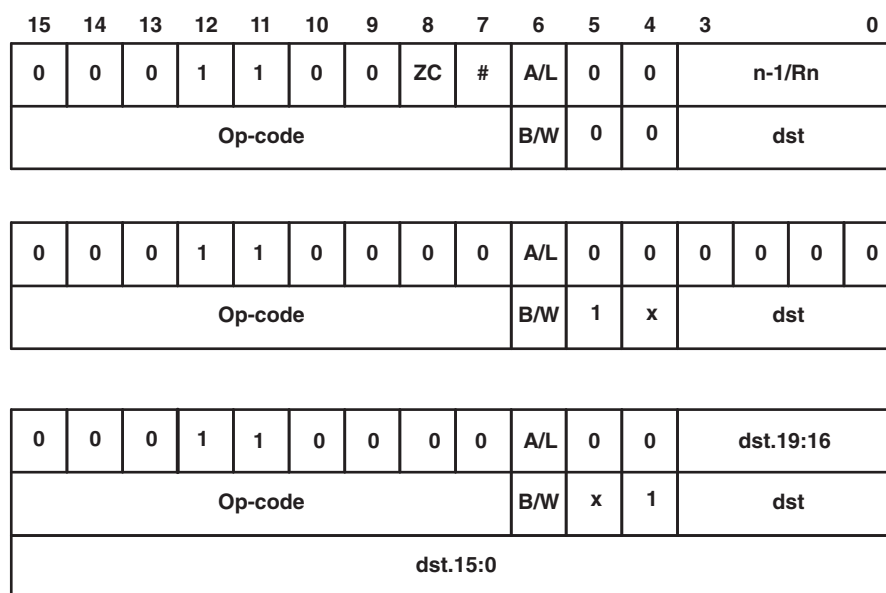 15 14 13 12 11 10 9 8 7 6 5 4 3 0
0 0 0 1 1 0 0 ZC # A/L 0 0 n-1/Rn
Op-code B/W 0 0 dst
0 0 0 1 1 0 0 0 0 A/L 0 0 0 0 0 0
Op-code B/W 1 x dst
0 0 0 1 1 0 0 0 0 A/L 0 0 dst.19:16
Op-code B/W x 1 dst
dst.15:0